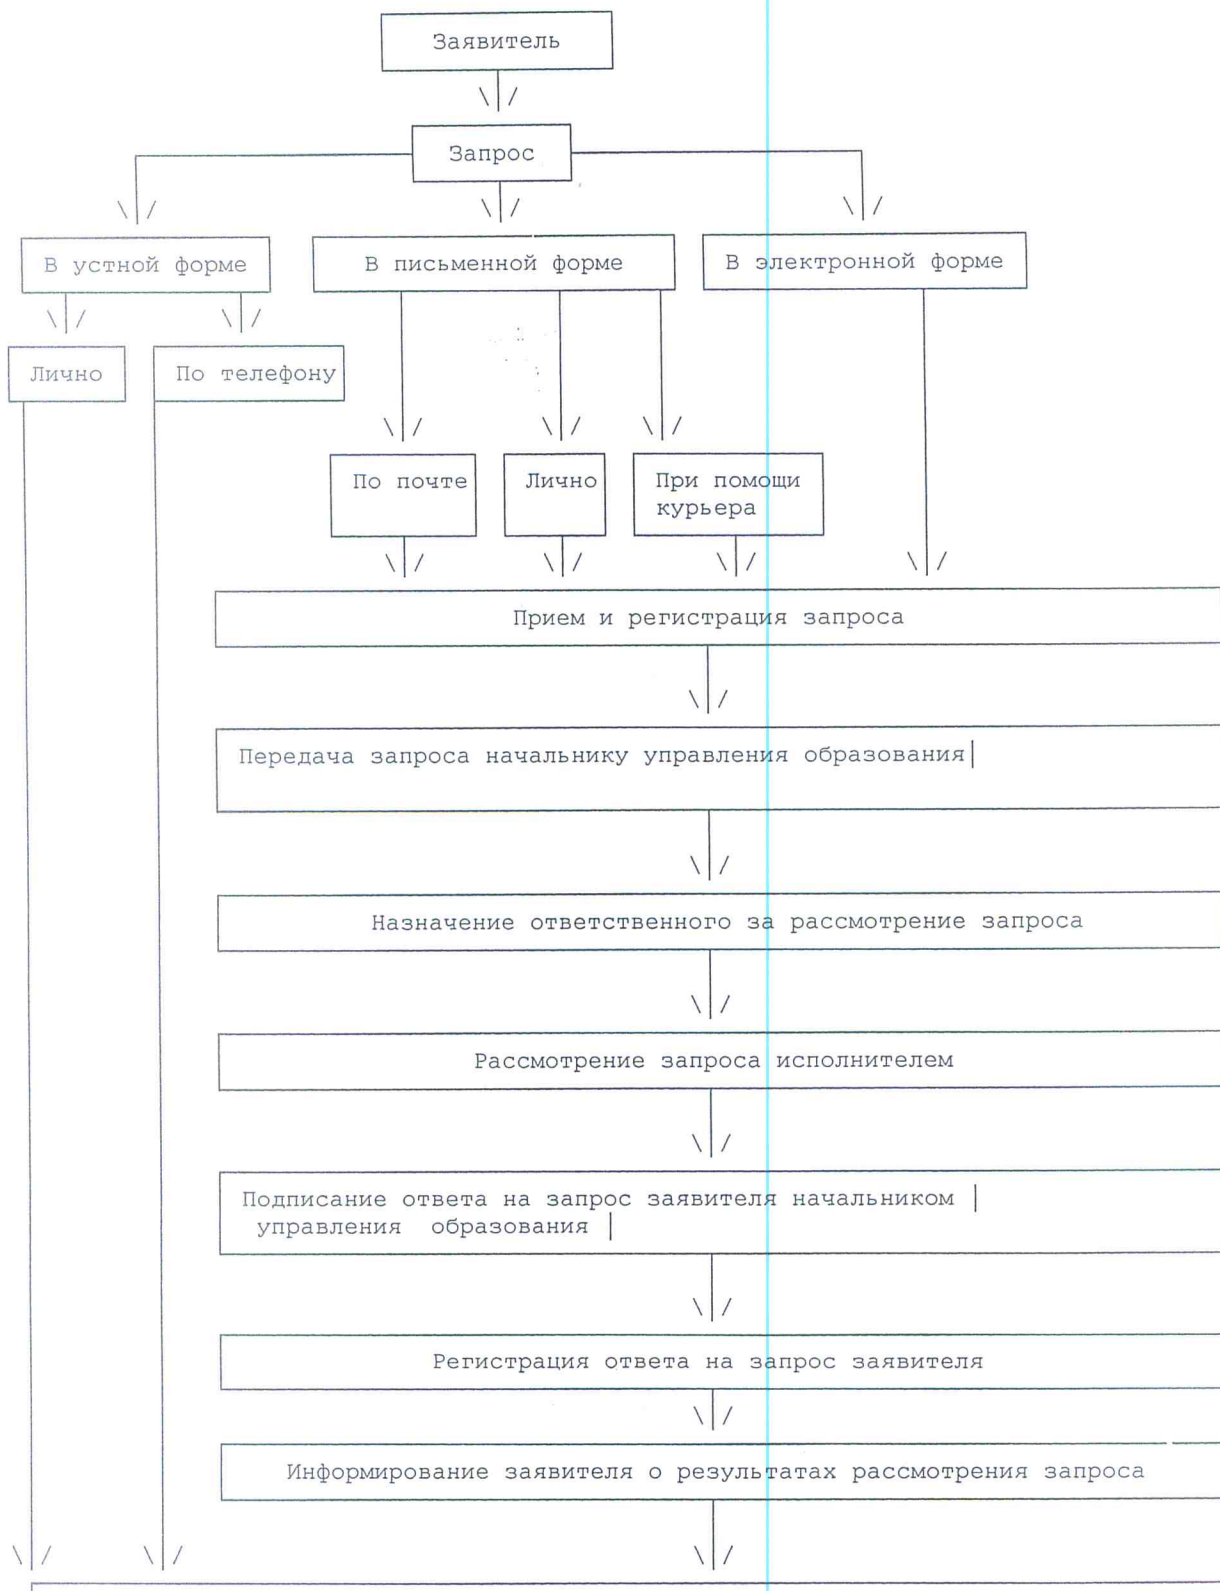 Заявитель
Запрос
В устной форме
В письменной форме
В электронной форме
Лично
По телефону
По почте
Лично
При помощи
курьера
Прием и регистрация запроса
Передача запроса начальнику управления образования
Назначение ответственного за рассмотрение запроса
Рассмотрение запроса исполнителем
Подписание ответа на запрос заявителя начальником
управления образования
Регистрация ответа на запрос заявителя
Информирование заявителя о результатах рассмотрения запроса